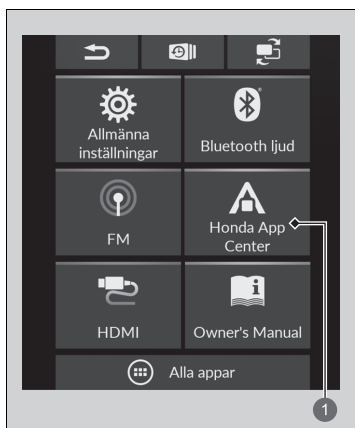 Allmänna
inställningar
Bluetooth ljud
FM
Honda App
Center
HDMI
Owner's Manual
Alla appar
1